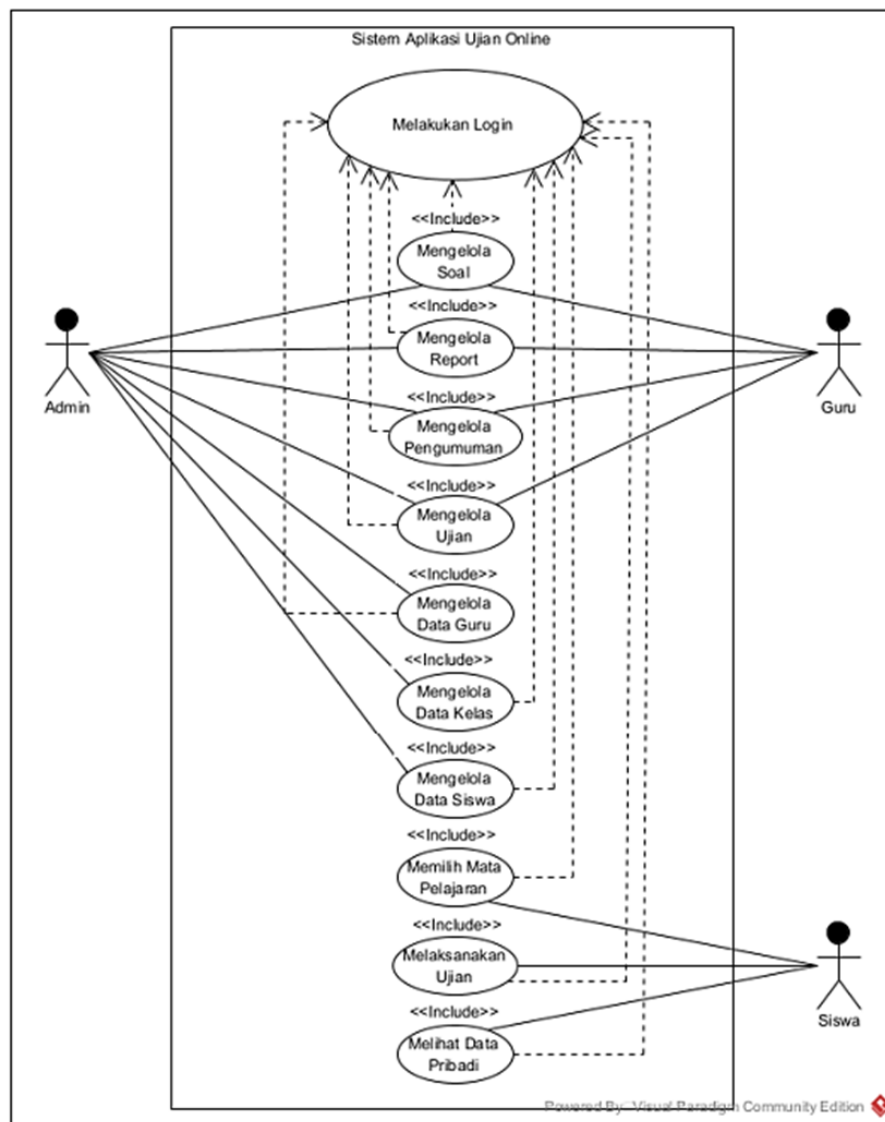 Sistem Aplikasi Ujian Online
Melakukan Login
<<Include>>
Mengelola
Soal
<<Include>>
Mengelola
Report
Admin
Guru
<<Include>>
Mengelola
Pengumuman
<<Include>>
Mengelola
Ujian
<<Include>>
Mengelola
Data Guru
<<Include>>
Mengelola
Data Kelas
<<Include>>
Mengelola
Data Siswa
<<Include>>
Memilih Mata
Pelajaran
<<Include>>
Melaksanakan
Ujian
Siswa
<<Include>>
Melihat Data
Pribadi
Powered By Visual Paradigm Community Edition